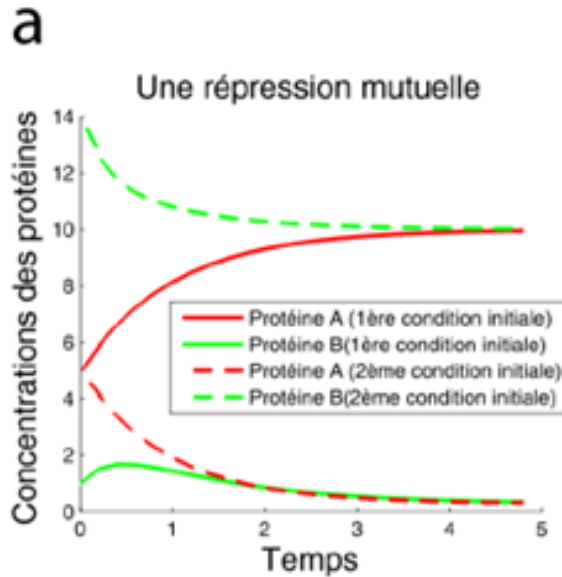 a
Une répression mutuelle
Concentrations des protéines
14
12
10
8
6
4
2
0
Protéine A (1ère condition initiale)
Protéine B(1ère condition initiale)
Protéine A (2ème condition initiale)
Protéine B(2ème condition initiale)
0 1 2 3 4 5
Temps